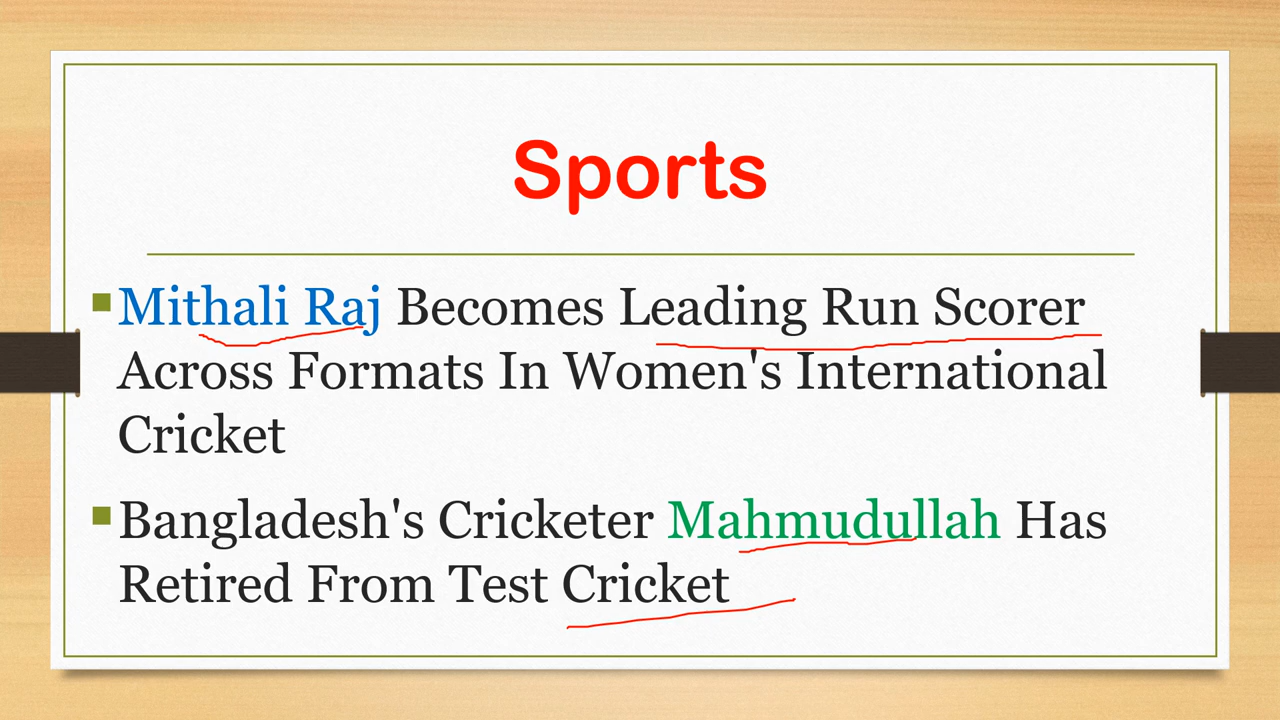 Sports
Mithali Raj Becomes Leading Run Scorer
Across Formats In Women's International
Cricket
Bangladesh's Cricketer Mahmudullah Has
Retired From Test Cricket